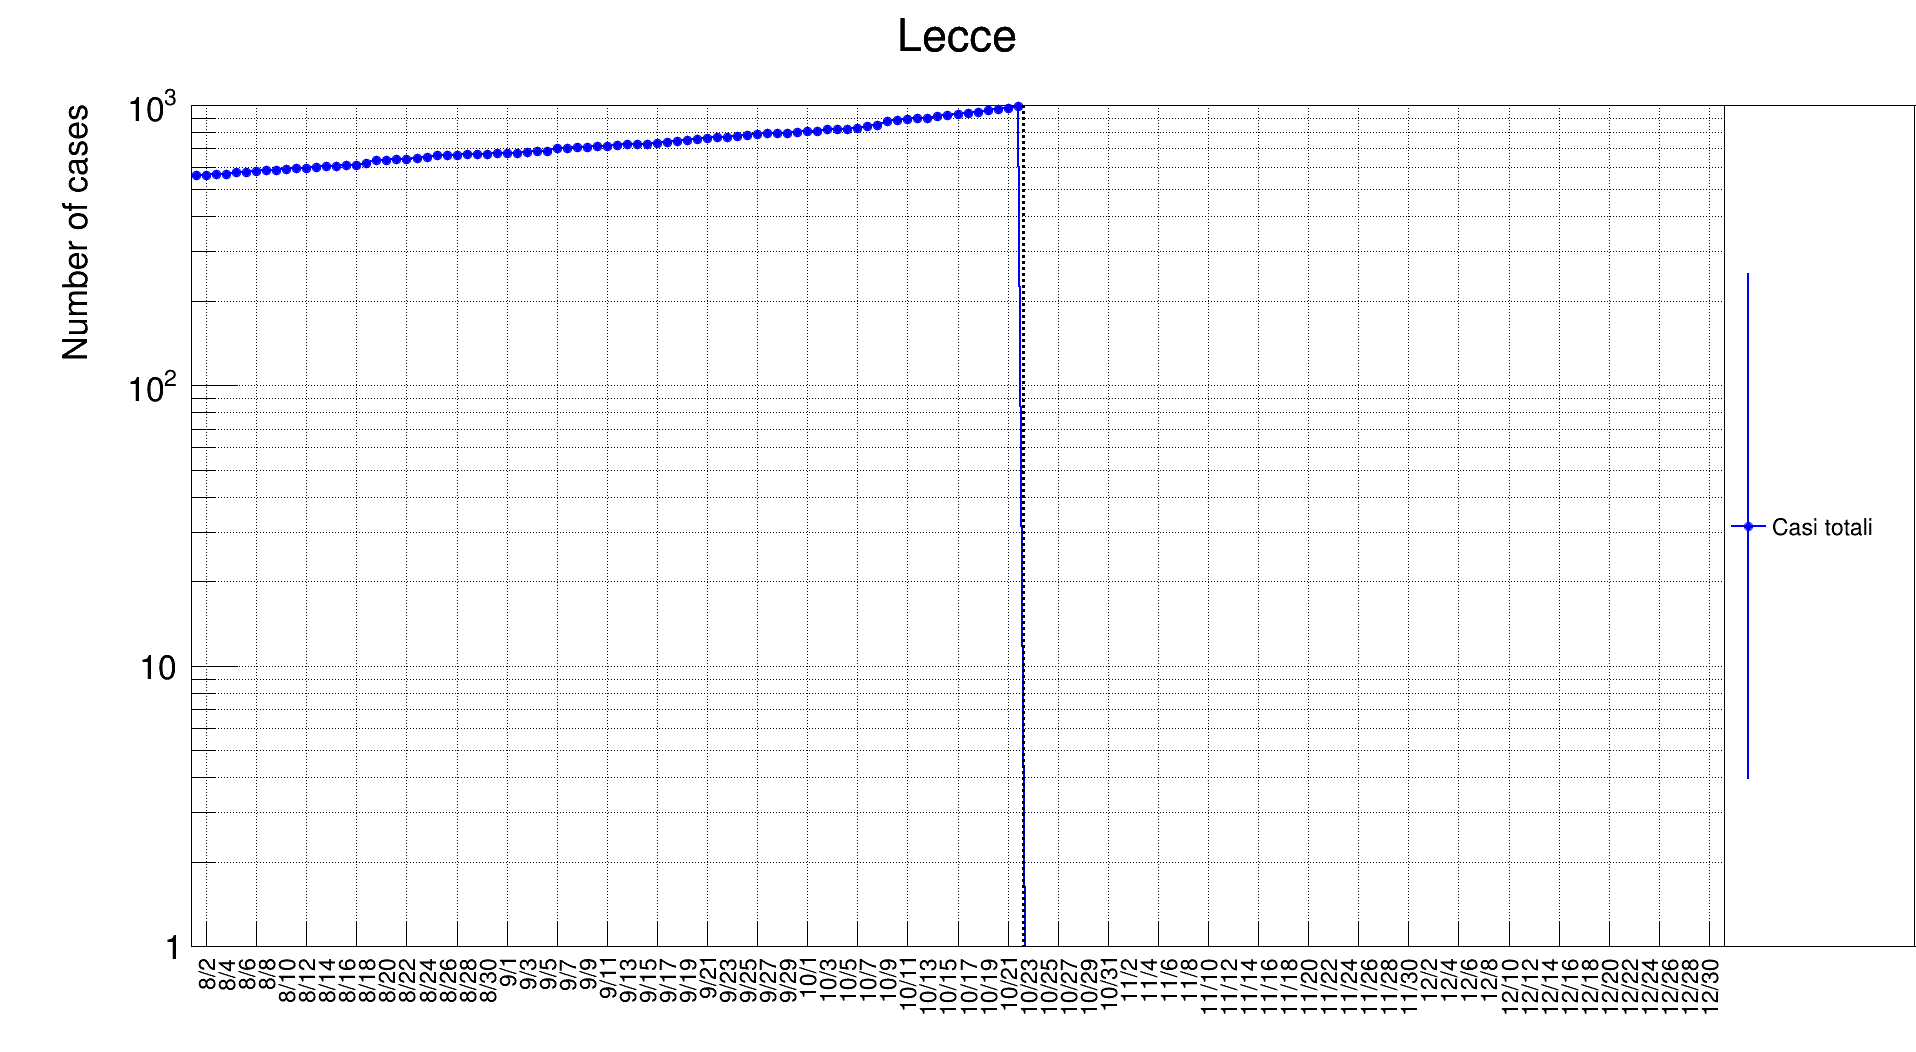 Lecce
Number of cases
10³
10²
10
1
8/2 8/4 8/6 8/8 8/10 8/12 8/14 8/16 8/18 8/20 8/22 8/24 8/26 8/28 8/30 9/1 9/3 9/5 9/7 9/9 9/11 9/13 9/15 9/17 9/19 9/21 9/23 9/25 9/27 9/29 10/1 10/3 10/5 10/7 10/9 10/11 10/13 10/15 10/17 10/19 10/21 10/23 10/25 10/27 10/29 10/31 11/2 11/4 11/6 11/8 11/10 11/12 11/14 11/16 11/18 11/20 11/22 11/24 11/26 11/28 11/30 12/2 12/4 12/6 12/8 12/10 12/12 12/14 12/16 12/18 12/20 12/22 12/24 12/26 12/28 12/30
Casi totali